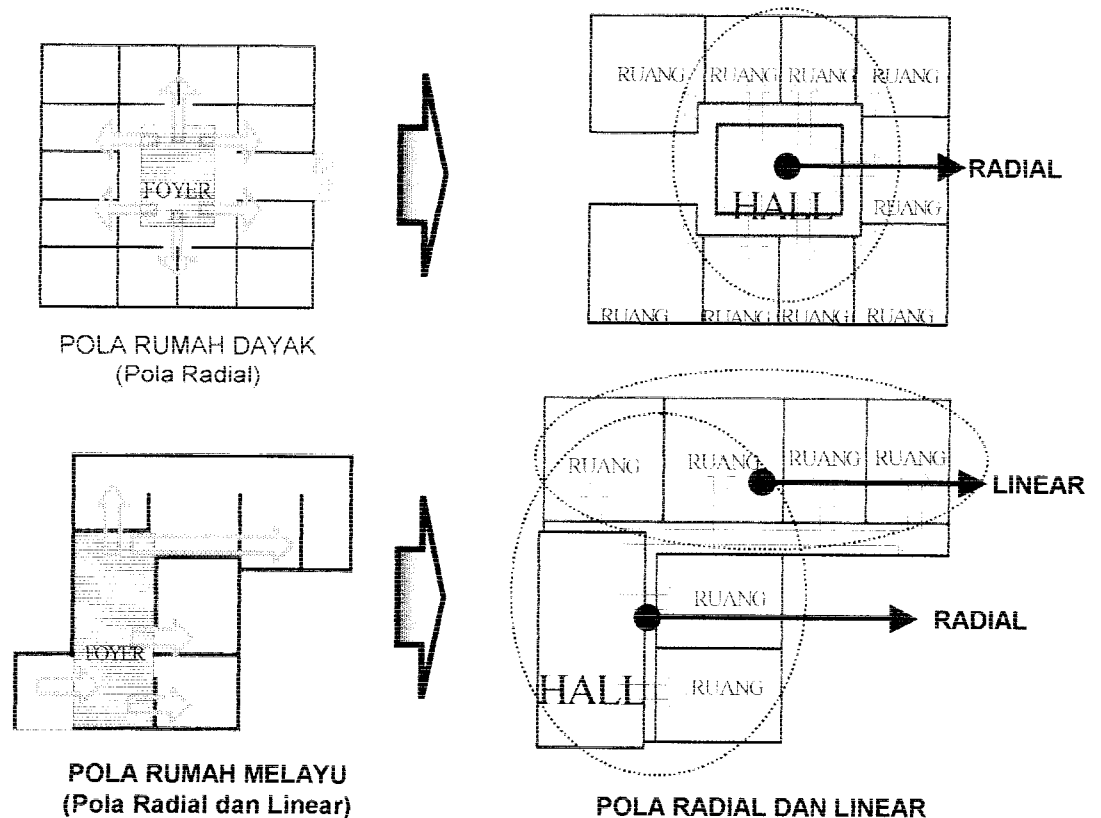 RUANG RUANG RUANG RUANG
FOYER
HALL
RADIAL
RUANG
RUANG RUANG RUANG RUANG
POLA RUMAH DAYAK
(Pola Radial)
RUANG RUANG RUANG RUANG
LINEAR
RUANG
RADIAL
FOYER
HALL
RUANG
POLA RUMAH MELAYU
(Pola Radial dan Linear)
POLA RADIAL DAN LINEAR